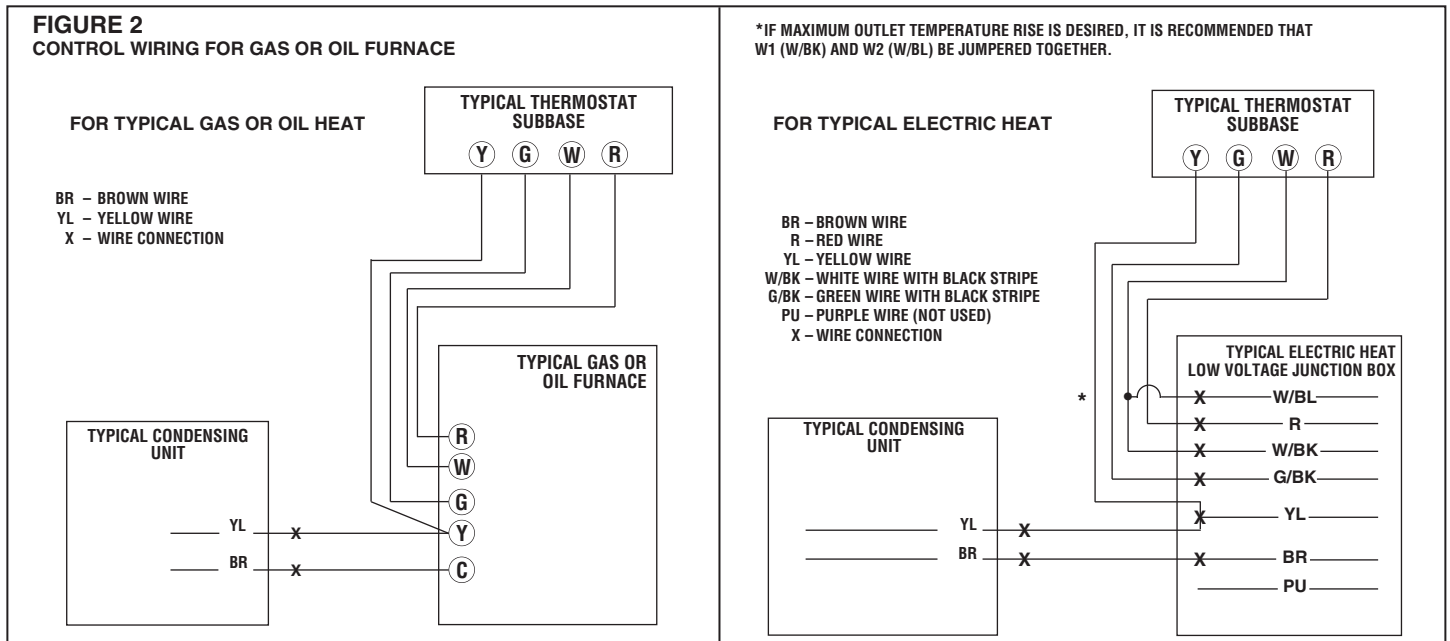 FIGURE 2
CONTROL WIRING FOR GAS OR OIL FURNACE
FOR TYPICAL GAS OR OIL HEAT
TYPICAL THERMOSTAT
SUBBASE
Y G W R
BR – BROWN WIRE
YL – YELLOW WIRE
X – WIRE CONNECTION
TYPICAL GAS OR
OIL FURNACE
R
W
G
Y
C
TYPICAL CONDENSING
UNIT
YL X
BR X
*IF MAXIMUM OUTLET TEMPERATURE RISE IS DESIRED, IT IS RECOMMENDED THAT
W1 (W/BK) AND W2 (W/BL) BE JUMPERED TOGETHER.
FOR TYPICAL ELECTRIC HEAT
TYPICAL THERMOSTAT
SUBBASE
Y G W R
BR – BROWN WIRE
R – RED WIRE
YL – YELLOW WIRE
W/BK – WHITE WIRE WITH BLACK STRIPE
G/BK – GREEN WIRE WITH BLACK STRIPE
PU – PURPLE WIRE (NOT USED)
X – WIRE CONNECTION
TYPICAL ELECTRIC HEAT
LOW VOLTAGE JUNCTION BOX
* X W/BL
X R
X W/BK
X G/BK
X YL
X BR
PU
TYPICAL CONDENSING
UNIT
YL X
BR X